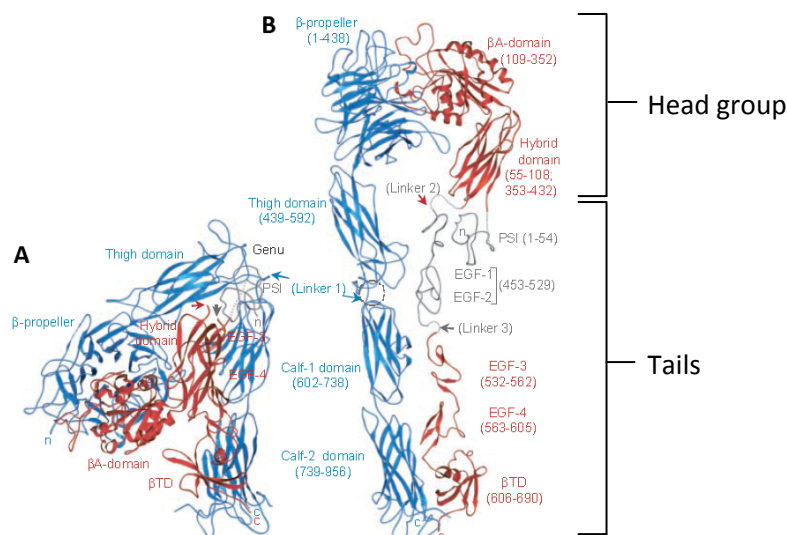 B
β-propeller
(1-438)
βA-domain
(109-352)
Head group
Hybrid
domain
(55-108;
353-432)
(Linker 2)
Thigh domain
(439-592)
n
PSI (1-54)
A
Thigh domain
Genu
PSI
(Linker 1)
EGF-1
EGF-2
(453-529)
β-propeller
Hybrid
domain
n
EGF-3
EGF-4
(Linker 3)
Tails
Calf-1 domain
(602-738)
EGF-3
(532-562)
EGF-4
(563-605)
n
βA-domain
βTD
Calf-2 domain
(739-956)
βTD
(606-690)
c
c
c